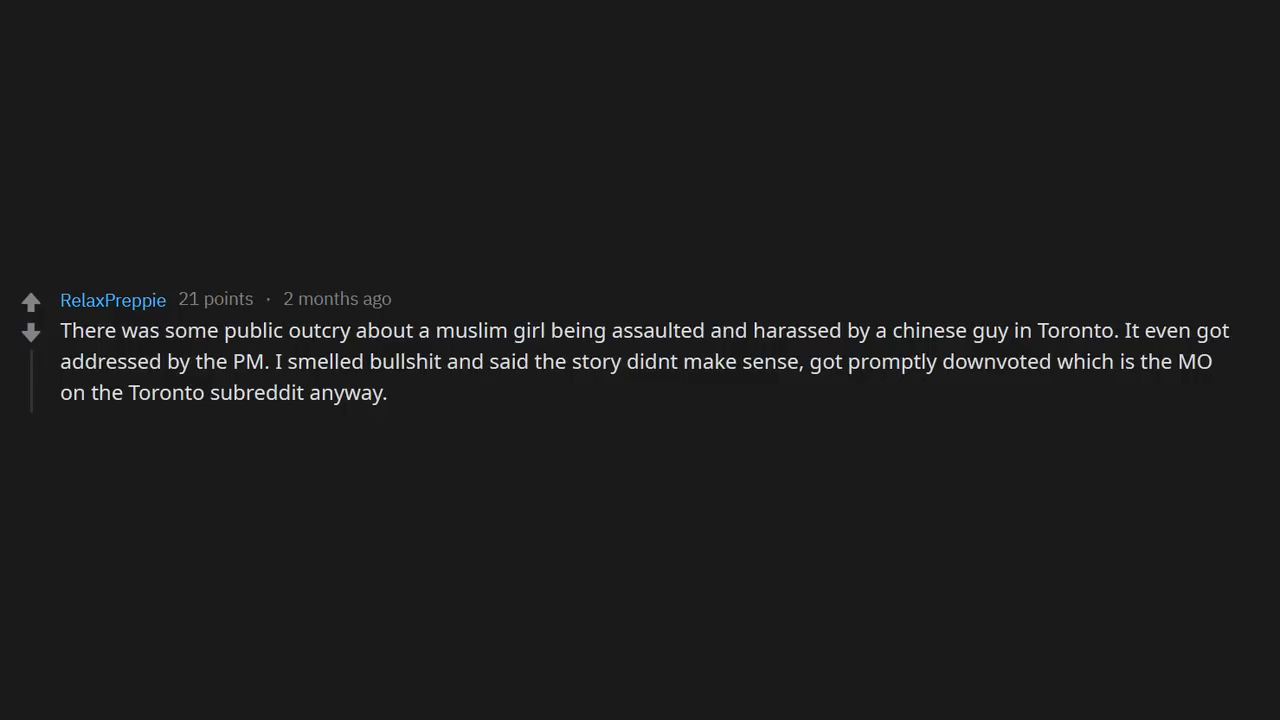 RelaxPreppie 21 points · 2 months ago
There was some public outcry about a muslim girl being assaulted and harassed by a chinese guy in Toronto. It even got
addressed by the PM. I smelled bullshit and said the story didnt make sense, got promptly downvoted which is the MO
on the Toronto subreddit anyway.